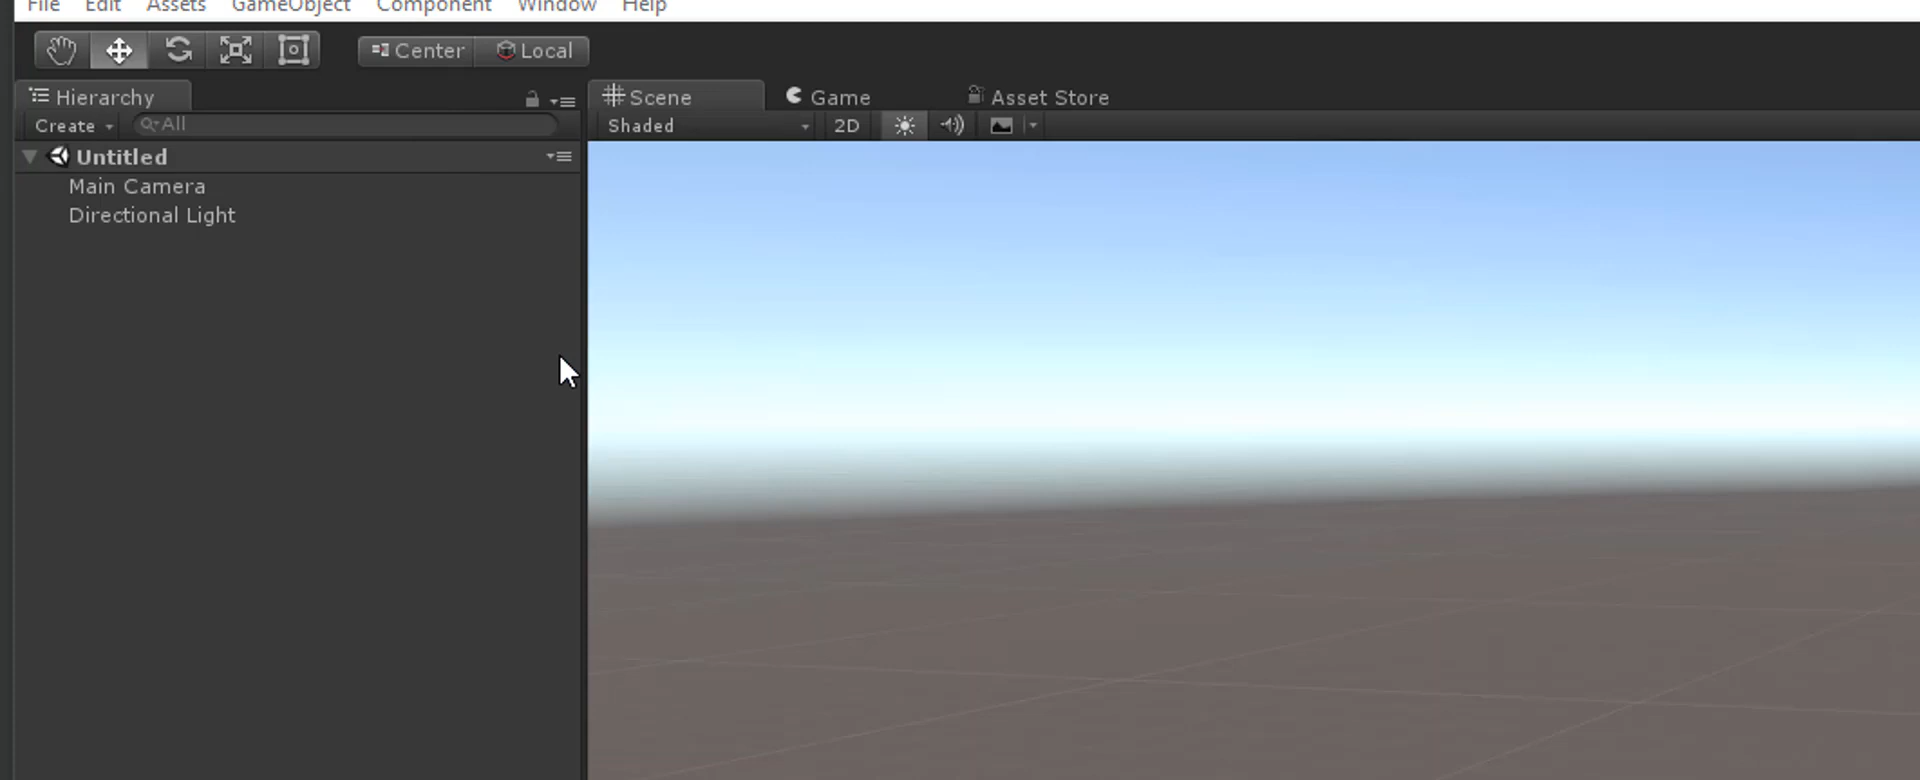 File Edit Assets GameObject Component Window Help
Center Local
Hierarchy
Scene Game Asset Store
Create All
Shaded 2D
Untitled
Main Camera
Directional Light